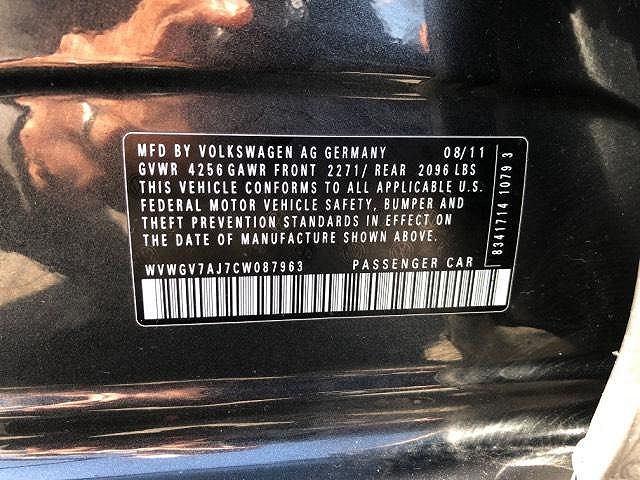 MFD BY VOLKSWAGEN AG GERMANY 08/11
GVWR 4256 GAWR FRONT 2271/ REAR 2096 LBS
THIS VEHICLE CONFORMS TO ALL APPLICABLE U.S.
FEDERAL MOTOR VEHICLE SAFETY, BUMPER AND
THEFT PREVENTION STANDARDS IN EFFECT ON
THE DATE OF MANUFACTURE SHOWN ABOVE.
WVWGV7AJ7CW087963 PASSENGER CAR
8341714 1079 3